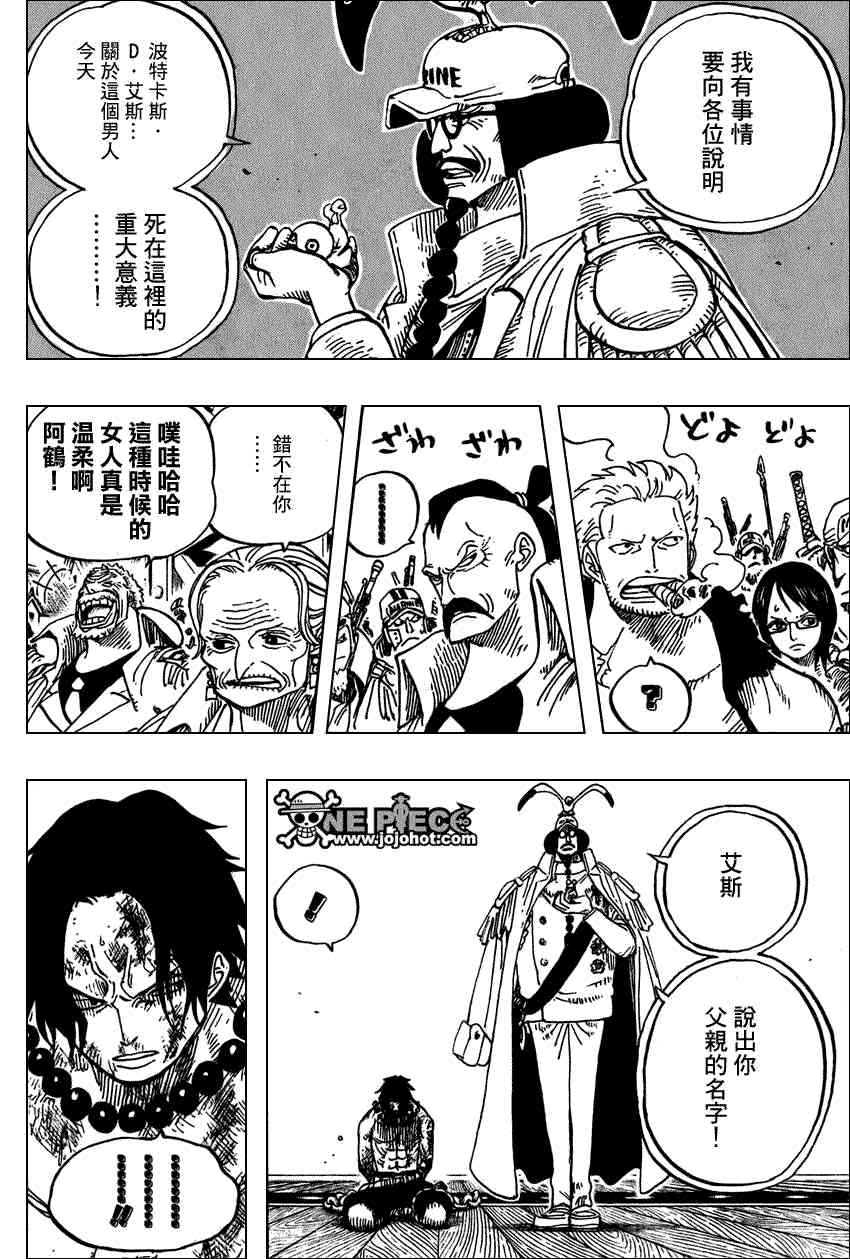 我有事情
要向各位說明
RINE
波特卡斯．
D．艾斯…
關於這個男人
今天
死在這裡的
重大意義
………！
どよ どよ
？
ざわ ざわ
………
錯不在你
……
噗哇哈哈
這種時候的
女人真是
溫柔啊
阿鶴！
艾斯
說出你
父親的名字！
！！
ONE PIECE
www.jojohot.com
………
………
………！！